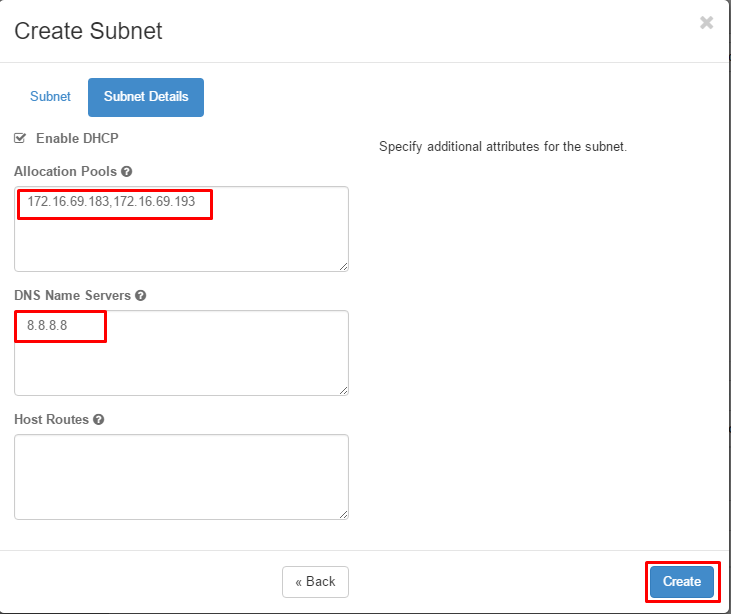 Create Subnet
Subnet
Subnet Details
Enable DHCP
Specify additional attributes for the subnet.
Allocation Pools
172.16.69.183,172.16.69.193
DNS Name Servers
8.8.8.8
Host Routes
« Back
Create